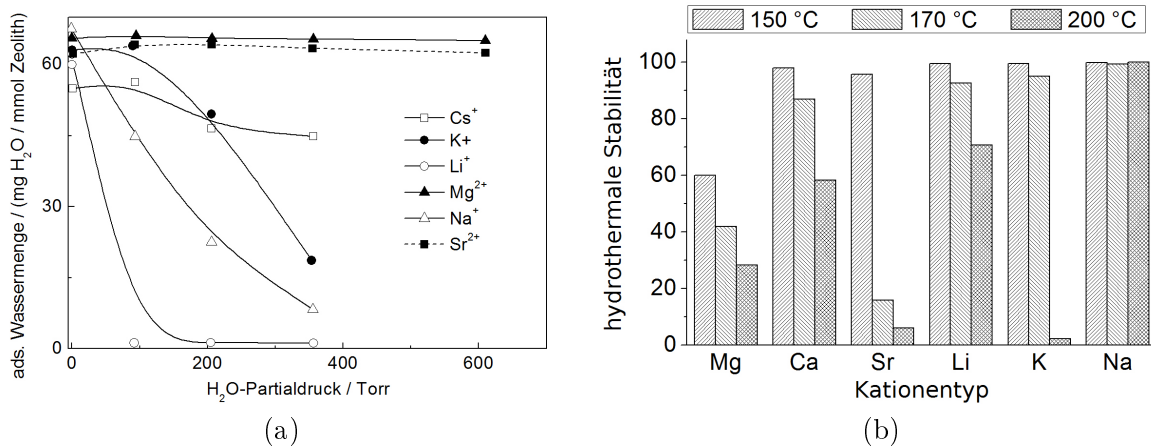 ads. Wassermenge / (mg H₂O / mmol Zeolith)
60
30
0
0 200 400 600
H₂O-Partialdruck / Torr
Cs⁺
K+
Li⁺
Mg²⁺
Na⁺
Sr²⁺
(a)
150 °C 170 °C 200 °C
hydrothermale Stabilität
100
80
60
40
20
0
Mg Ca Sr Li K Na
Kationentyp
(b)